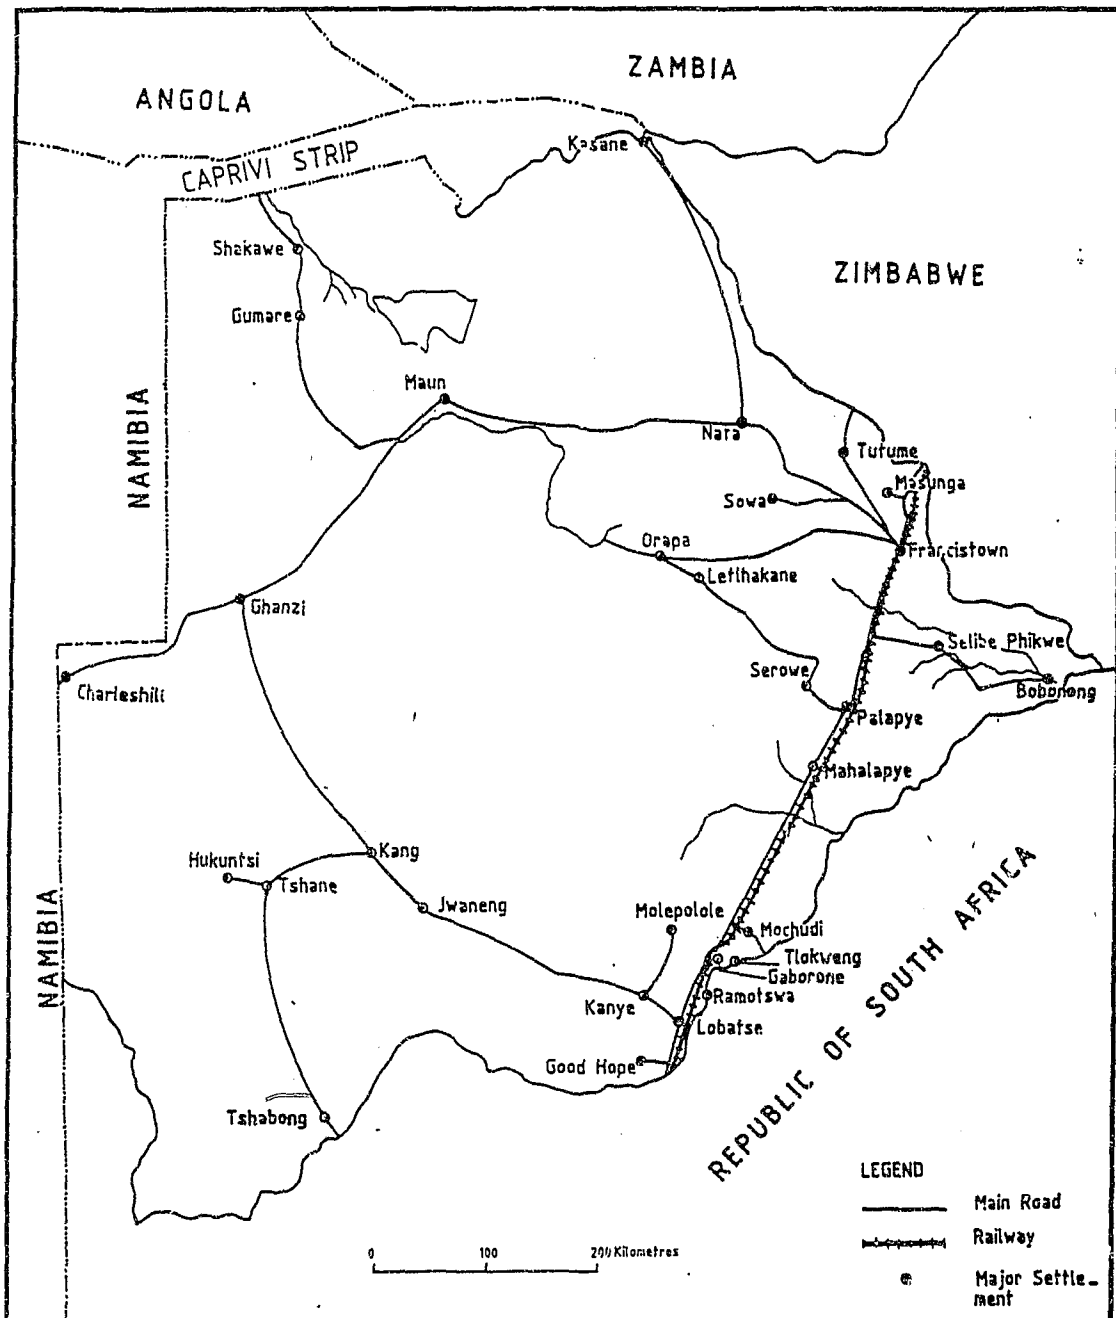 ZAMBIA
ANGOLA
Kasane
CAPRIVI STRIP
Shakawe
ZIMBABWE
Gumare
Maun
NAMIBIA
Nata
Tutume
Masunga
Sowa
Orapa
Francistown
Letlhakane
Ghanzi
Selibe Phikwe
Serowe
Charleshill
Bobonong
Palapye
Mahalapye
Kang
Hukuntsi
Tshane
Jwaneng
Molepolole
Mochudi
NAMIBIA
Tlokweng
Gaborone
Kanye
Ramotswa
Lobatse
Good Hope
REPUBLIC OF SOUTH AFRICA
Tshabong
LEGEND
Main Road
Railway
Major Settle-
ment
0 100 200 Kilometres